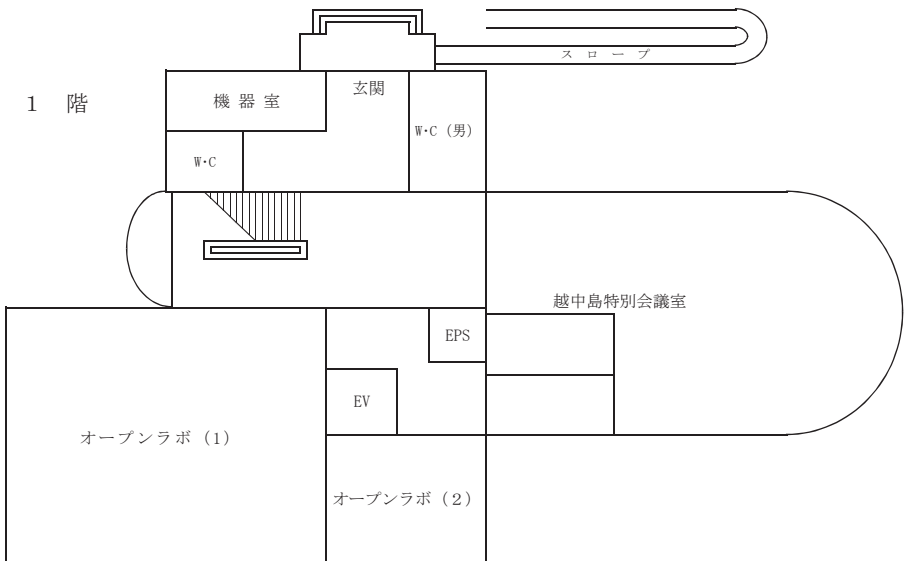 スロープ
玄関
機器室
1 階
W・C（男）
W・C
越中島特別会議室
EPS
EV
オープンラボ（1）
オープンラボ（2）